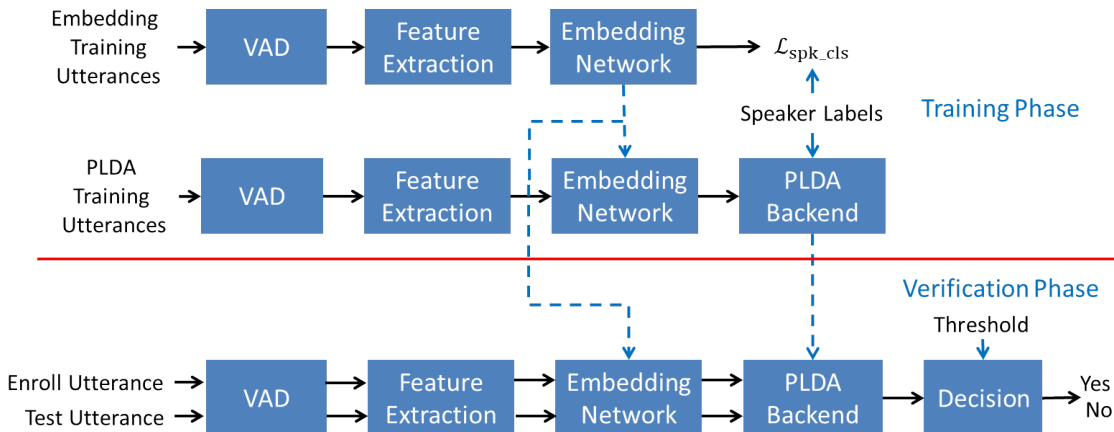 Embedding
Training
Utterances
VAD
Feature
Extraction
Embedding
Network
ℒspk_cls
Speaker Labels
Training Phase
PLDA
Training
Utterances
VAD
Feature
Extraction
Embedding
Network
PLDA
Backend
Verification Phase
Threshold
Enroll Utterance
Test Utterance
VAD
Feature
Extraction
Embedding
Network
PLDA
Backend
Decision
Yes
No